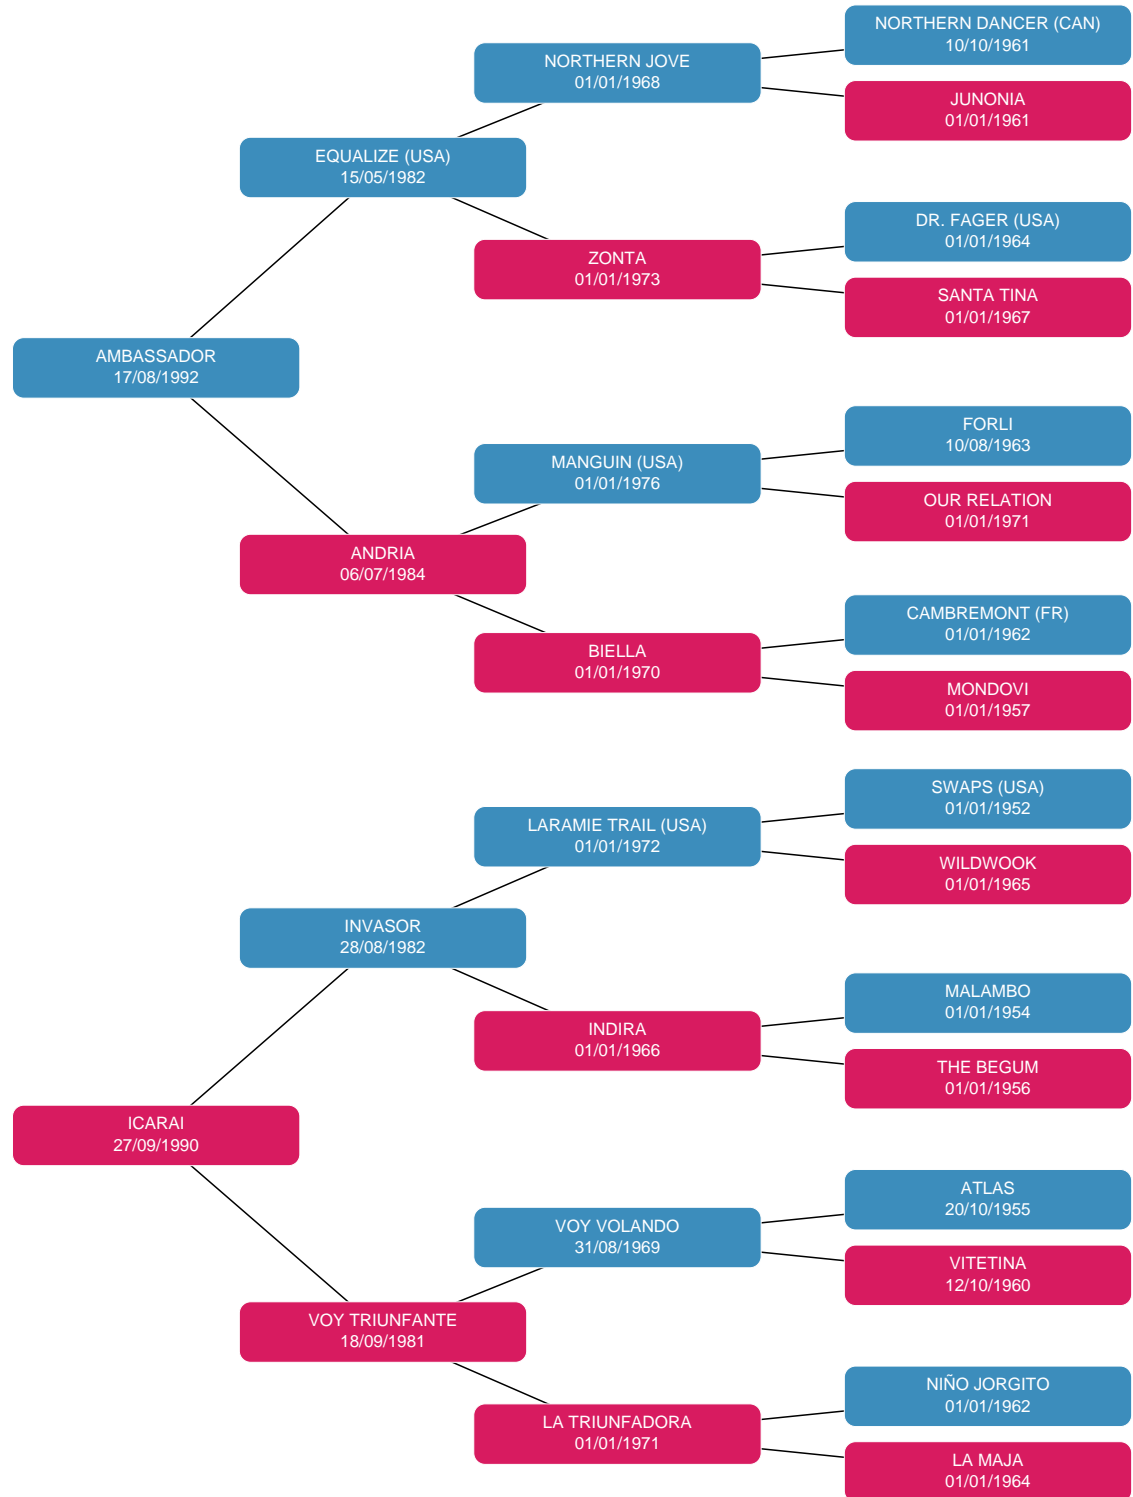 NORTHERN DANCER (CAN)
10/10/1961
NORTHERN JOVE
01/01/1968
JUNONIA
01/01/1961
EQUALIZE (USA)
15/05/1982
DR. FAGER (USA)
01/01/1964
ZONTA
01/01/1973
SANTA TINA
01/01/1967
AMBASSADOR
17/08/1992
FORLI
10/08/1963
MANGUIN (USA)
01/01/1976
OUR RELATION
01/01/1971
ANDRIA
06/07/1984
CAMBREMONT (FR)
01/01/1962
BIELLA
01/01/1970
MONDOVI
01/01/1957
SWAPS (USA)
01/01/1952
LARAMIE TRAIL (USA)
01/01/1972
WILDWOOK
01/01/1965
INVASOR
28/08/1982
MALAMBO
01/01/1954
INDIRA
01/01/1966
THE BEGUM
01/01/1956
ICARAI
27/09/1990
ATLAS
20/10/1955
VOY VOLANDO
31/08/1969
VITETINA
12/10/1960
VOY TRIUNFANTE
18/09/1981
NIÑO JORGITO
01/01/1962
LA TRIUNFADORA
01/01/1971
LA MAJA
01/01/1964